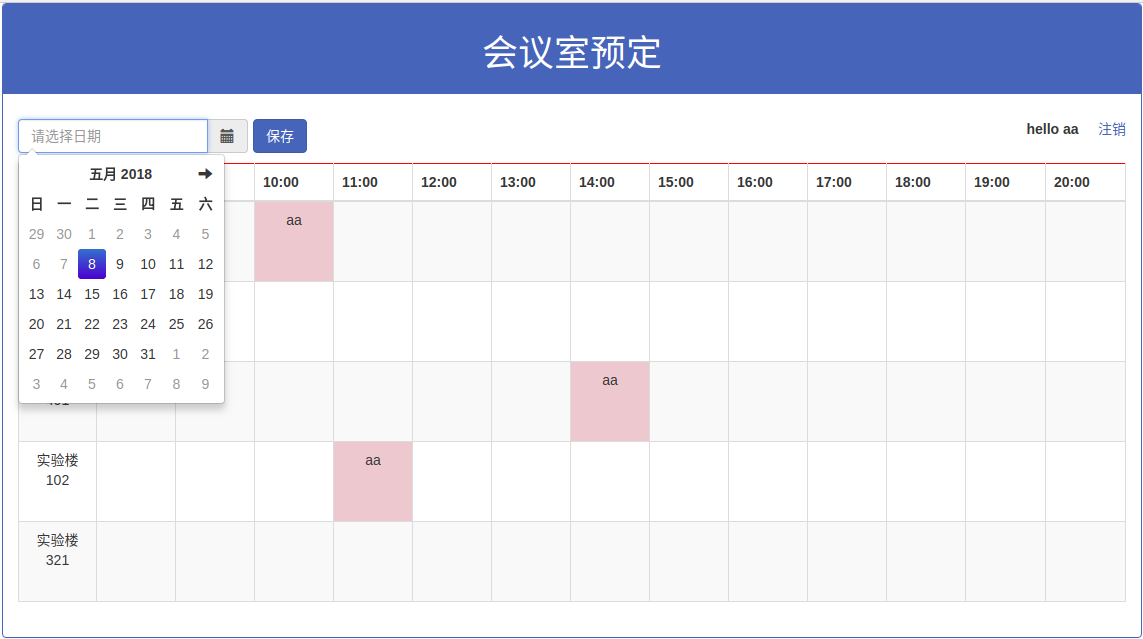 会议室预定
请选择日期
保存
hello aa 注销
五月 2018
日 一 二 三 四 五 六
29 30 1 2 3 4 5
6 7 8 9 10 11 12
13 14 15 16 17 18 19
20 21 22 23 24 25 26
27 28 29 30 31 1 2
3 4 5 6 7 8 9
10:00 11:00 12:00 13:00 14:00 15:00 16:00 17:00 18:00 19:00 20:00
aa
aa
实验楼
102
aa
实验楼
321